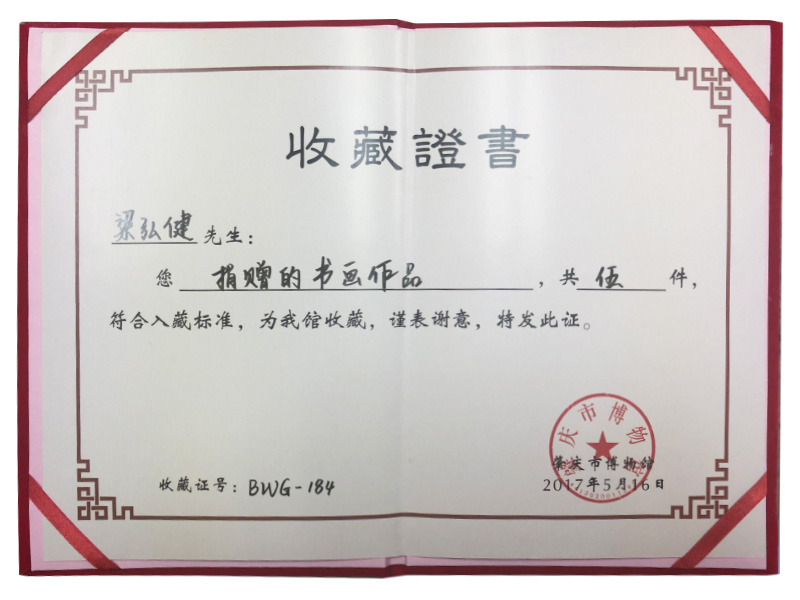 收藏證書
梁弘健先生：
您 捐赠的书画作品 ，共 伍 件，
符合入藏标准，为我馆收藏，谨表谢意，特发此证。
肇庆市博物馆
肇庆市博物馆
2017年5月16日
收藏证号：BWG-184